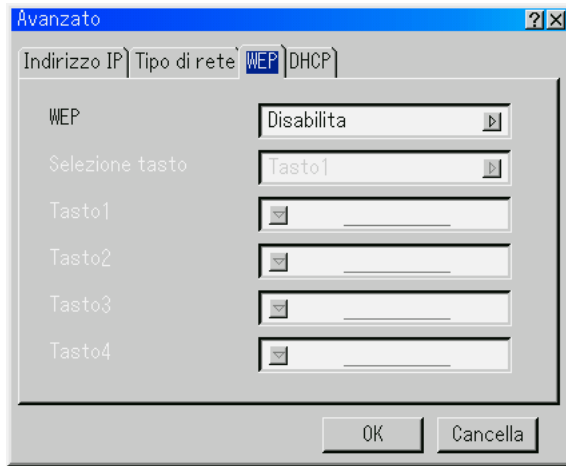 Avanzato
Indirizzo IP Tipo di rete WEP DHCP
WEP Disabilita
Selezione tasto Tasto1
Tasto1
Tasto2
Tasto3
Tasto4
OK Cancella